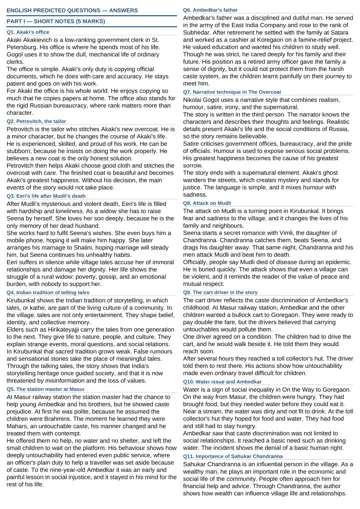 ENGLISH PREDICTED QUESTIONS — ANSWERS
PART I — SHORT NOTES (5 MARKS)
Q1. Akaki's office
Akaki Akakievich is a low-ranking government clerk in St.
Petersburg. His office is where he spends most of his life.
Gogol uses it to show the dull, mechanical life of ordinary
clerks.
The office is simple. Akaki's only duty is copying official
documents, which he does with care and accuracy. He stays
patient and goes on with his work.
For Akaki the office is his whole world. He enjoys copying so
much that he copies papers at home. The office also stands for
the rigid Russian bureaucracy, where rank matters more than
character.
Q2. Petrovich, the tailor
Petrovich is the tailor who stitches Akaki's new overcoat. He is
a minor character, but he changes the course of Akaki's life.
He is experienced, skilled, and proud of his work. He can be
stubborn, because he insists on doing the work properly. He
believes a new coat is the only honest solution.
Petrovich then helps Akaki choose good cloth and stitches the
overcoat with care. The finished coat is beautiful and becomes
Akaki's greatest happiness. Without his decision, the main
events of the story would not take place.
Q3. Eeri's life after Mudli's death
After Mudli's mysterious and violent death, Eeri's life is filled
with hardship and loneliness. As a widow she has to raise
Seena by herself. She loves her son deeply, because he is the
only memory of her dead husband.
She works hard to fulfil Seena's wishes. She even buys him a
mobile phone, hoping it will make him happy. She later
arranges his marriage to Shalini, hoping marriage will steady
him, but Seena continues his unhealthy habits.
Eeri suffers in silence while village tales accuse her of immoral
relationships and damage her dignity. Her life shows the
struggle of a rural widow: poverty, gossip, and an emotional
burden, with nobody to support her.
Q4. Indian tradition of telling tales
Kirubunkal shows the Indian tradition of storytelling, in which
tales, or kathe, are part of the living culture of a community. In
the village, tales are not only entertainment. They shape belief,
identity, and collective memory.
Elders such as Hiriketagudi carry the tales from one generation
to the next. They give life to nature, people, and culture. They
explain strange events, moral questions, and social relations.
In Kirubunkal that sacred tradition grows weak. False rumours
and sensational stories take the place of meaningful tales.
Through the talking tales, the story shows that India's
storytelling heritage once guided society, and that it is now
threatened by misinformation and the loss of values.
Q5. The station master at Masur
At Masur railway station the station master had the chance to
help young Ambedkar and his brothers, but he showed caste
prejudice. At first he was polite, because he assumed the
children were Brahmins. The moment he learned they were
Mahars, an untouchable caste, his manner changed and he
treated them with contempt.
He offered them no help, no water and no shelter, and left the
small children to wait on the platform. His behaviour shows how
deeply untouchability had entered even public service, where
an officer's plain duty to help a traveller was set aside because
of caste. To the nine-year-old Ambedkar it was an early and
painful lesson in social injustice, and it stayed in his mind for the
rest of his life.
Q6. Ambedkar's father
Ambedkar's father was a disciplined and dutiful man. He served
in the army of the East India Company and rose to the rank of
Subhedar. After retirement he settled with the family at Satara
and worked as a cashier at Koregaon on a famine-relief project.
He valued education and wanted his children to study well.
Though he was strict, he cared deeply for his family and their
future. His position as a retired army officer gave the family a
sense of dignity, but it could not protect them from the harsh
caste system, as the children learnt painfully on their journey to
meet him.
Q7. Narrative technique in The Overcoat
Nikolai Gogol uses a narrative style that combines realism,
humour, satire, irony, and the supernatural.
The story is written in the third person. The narrator knows the
characters and describes their thoughts and feelings. Realistic
details present Akaki's life and the social conditions of Russia,
so the story remains believable.
Satire criticises government offices, bureaucracy, and the pride
of officials. Humour is used to expose serious social problems.
His greatest happiness becomes the cause of his greatest
sorrow.
The story ends with a supernatural element. Akaki's ghost
wanders the streets, which creates mystery and stands for
justice. The language is simple, and it mixes humour with
sadness.
Q8. Attack on Mudli
The attack on Mudli is a turning point in Kirubunkal. It brings
fear and sadness to the village, and it changes the lives of his
family and neighbours.
Seena starts a secret romance with Vimli, the daughter of
Chandranna. Chandranna catches them, beats Seena, and
drags his daughter away. That same night, Chandranna and his
men attack Mudli and beat him to death.
Officially, people say Mudli died of disease during an epidemic.
He is buried quickly. The attack shows that even a village can
be violent, and it reminds the reader of the value of peace and
mutual respect.
Q9. The cart driver in the story
The cart driver reflects the caste discrimination of Ambedkar's
childhood. At Masur railway station, Ambedkar and the other
children wanted a bullock cart to Goregaon. They were ready to
pay double the fare, but the drivers believed that carrying
untouchables would pollute them.
One driver agreed on a condition. The children had to drive the
cart, and he would walk beside it. He told them they would
reach soon.
After several hours they reached a toll collector's hut. The driver
told them to rest there. His actions show how untouchability
made even ordinary travel difficult for children.
Q10. Water issue and Ambedkar
Water is a sign of social inequality in On the Way to Goregaon.
On the journey from Masur, the children were hungry. They had
brought food, but they needed water before they could eat it.
Near a stream, the water was dirty and not fit to drink. At the toll
collector's hut they hoped for food and water. They had food
and still had to stay hungry.
Ambedkar saw that caste discrimination was not limited to
social relationships. It reached a basic need such as drinking
water. The incident shows the denial of a basic human right.
Q11. Importance of Sahukar Chandranna
Sahukar Chandranna is an influential person in the village. As a
wealthy man, he plays an important role in the economic and
social life of the community. People often approach him for
financial help and advice. Through Chandranna, the author
shows how wealth can influence village life and relationships.